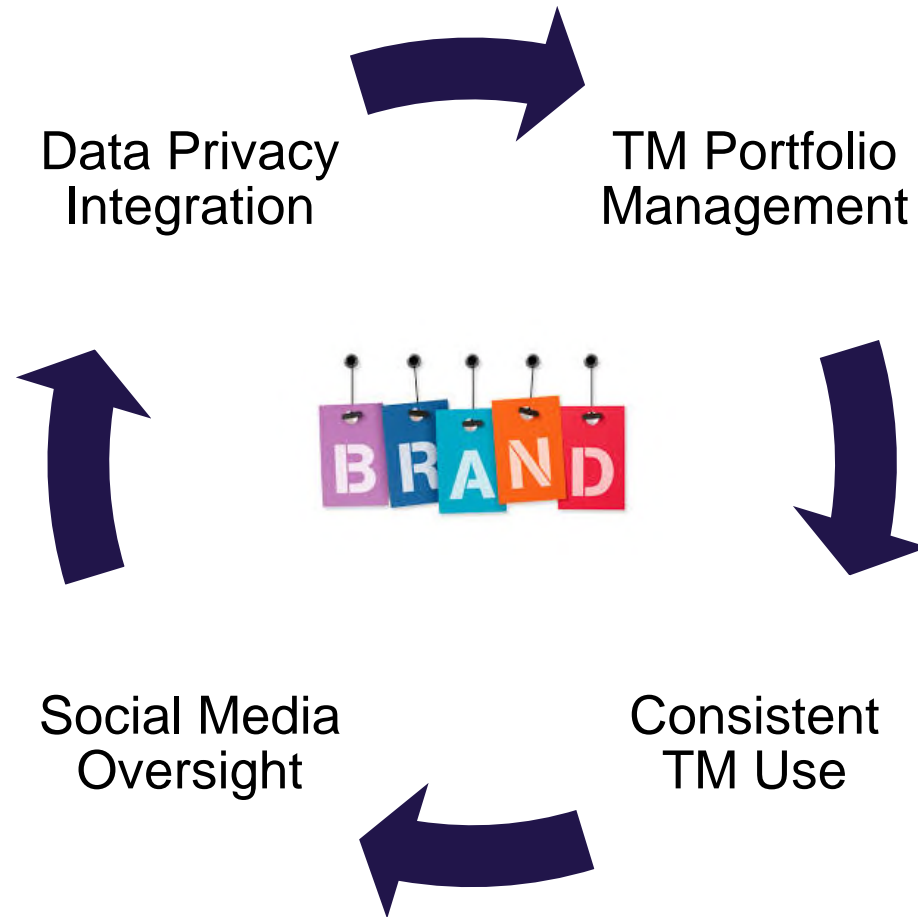 Data Privacy
Integration
TM Portfolio
Management
BRAND
Social Media
Oversight
Consistent
TM Use